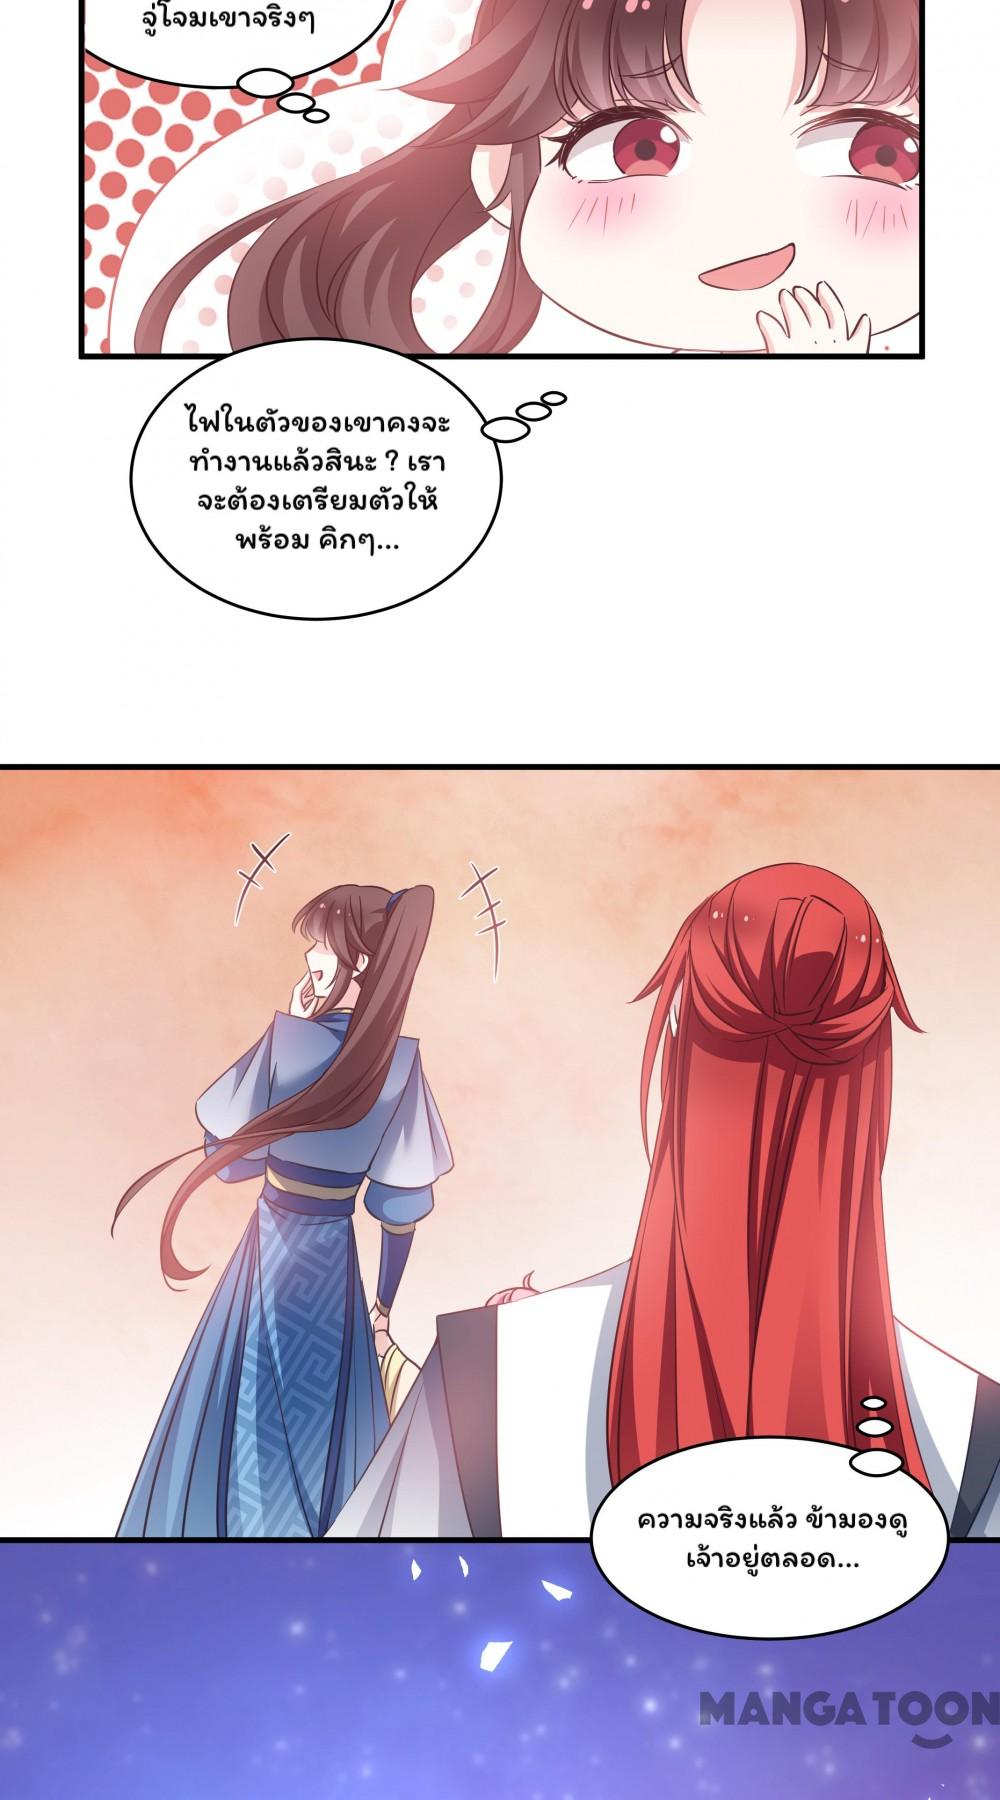 จู่โจมเขาจริงๆ
ไฟในตัวของเขาคงจะ
ทำงานแล้วสินะ ? เรา
จะต้องเตรียมตัวให้
พร้อม คิกๆ...
ความจริงแล้ว ข้ามองดู
เจ้าอยู่ตลอด...
MANGATOON